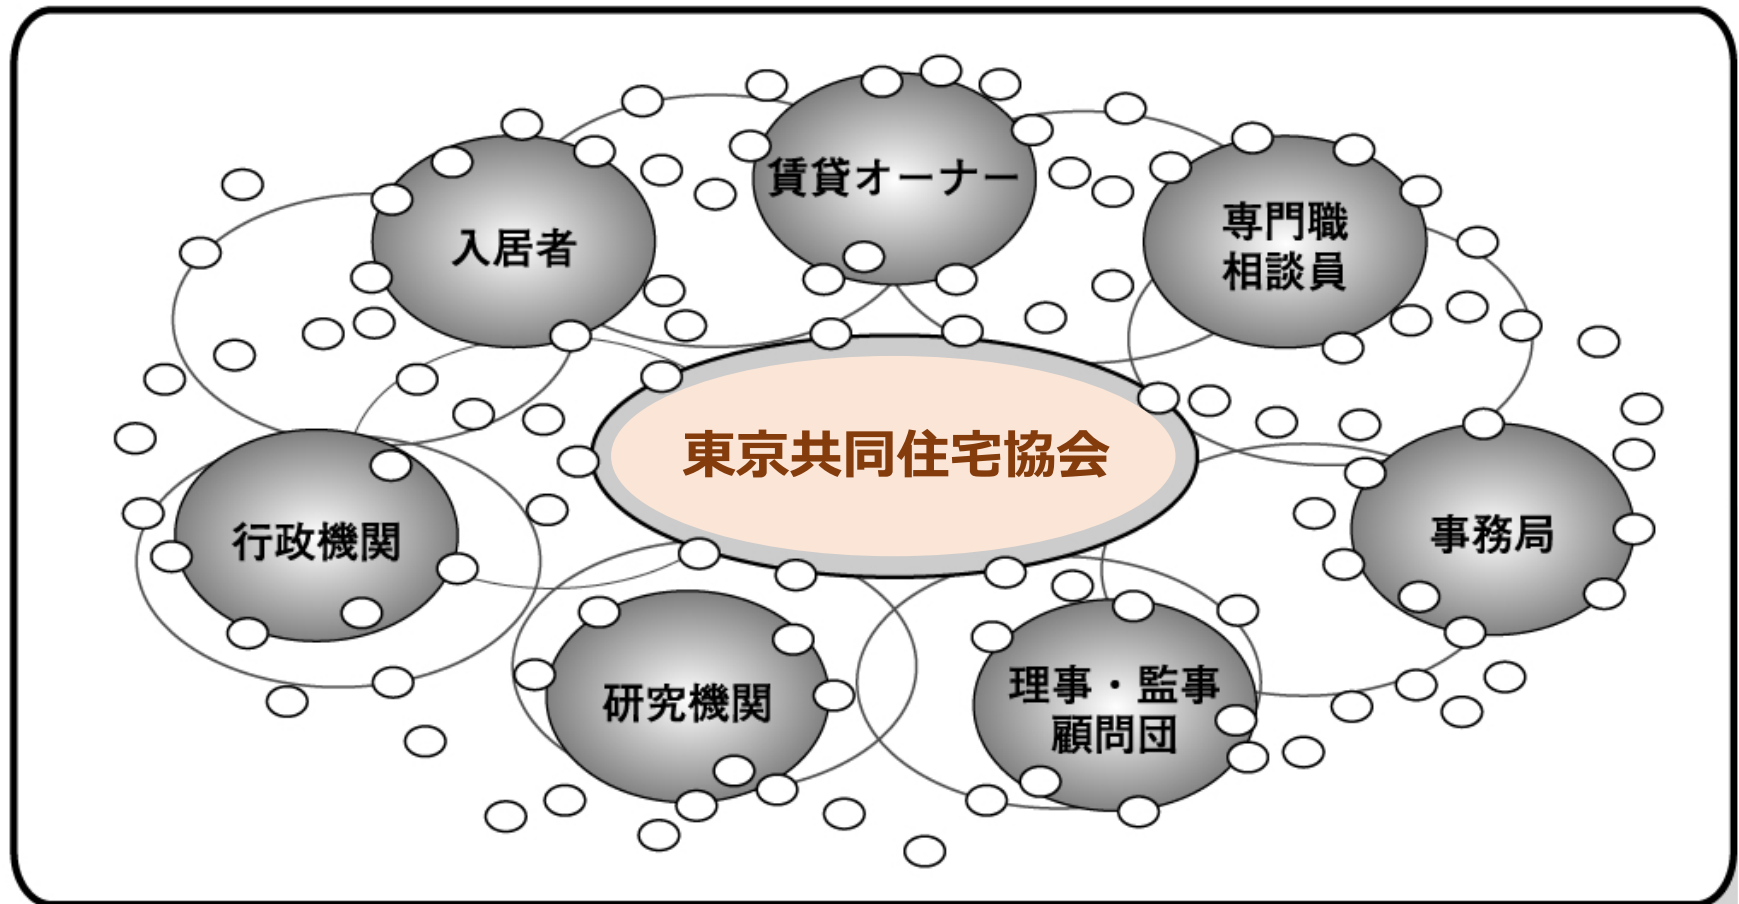 賃貸オーナー
入居者
専門職
相談員
東京共同住宅協会
行政機関
事務局
研究機関
理事・監事
顧問団